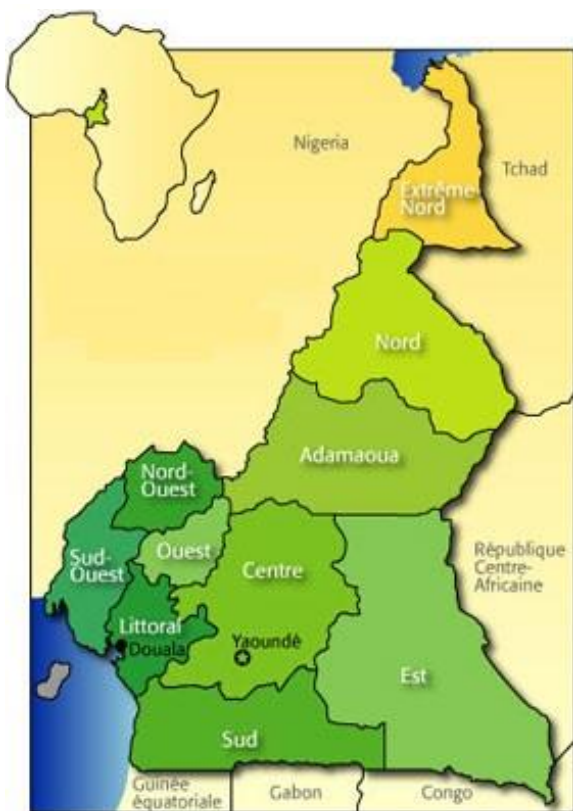 Nigeria
Tchad
Extrême-
Nord
Nord
Adamaoua
Nord-
Ouest
Ouest
Sud-
Ouest
Centre
République
Centre-
Africaine
Littoral
Douala
Yaoundé
Est
Sud
Guinée
équatoriale
Gabon
Congo